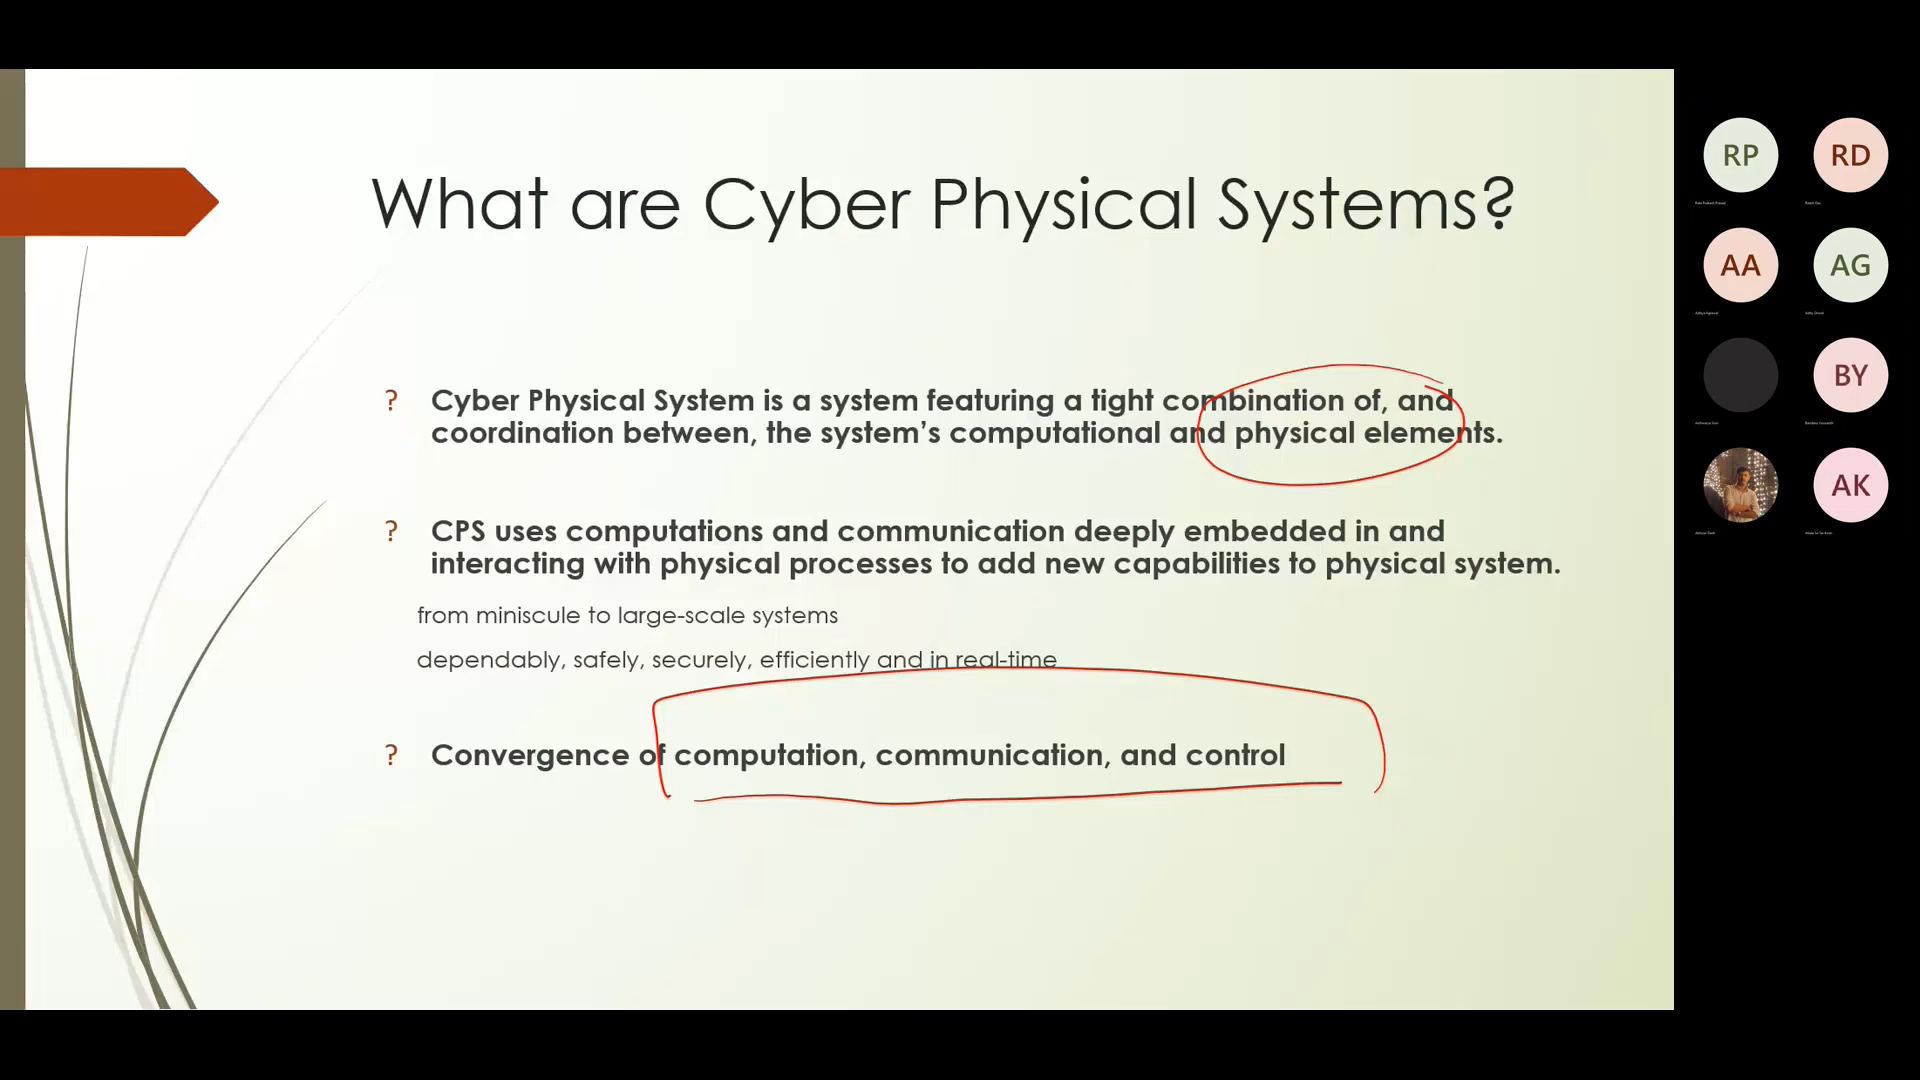 What are Cyber Physical Systems?
? Cyber Physical System is a system featuring a tight combination of, and
coordination between, the system’s computational and physical elements.
? CPS uses computations and communication deeply embedded in and
interacting with physical processes to add new capabilities to physical system.
from miniscule to large-scale systems
dependably, safely, securely, efficiently and in real-time
? Convergence of computation, communication, and control
RP RD
AA AG
BY
AK